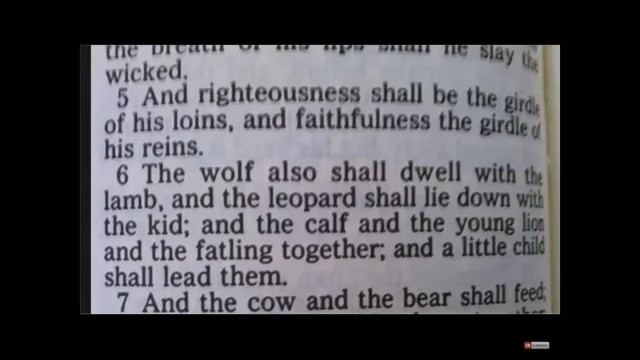 the breath of his lips shall he slay the
wicked.
5 And righteousness shall be the girdle
of his loins, and faithfulness the girdle of
his reins.
6 The wolf also shall dwell with the
lamb, and the leopard shall lie down with
the kid; and the calf and the young lion
and the fatling together; and a little child
shall lead them.
7 And the cow and the bear shall feed;